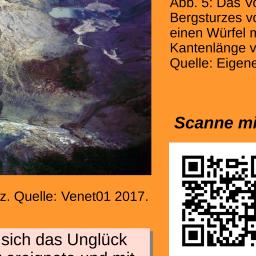 Abb. 5: Das Vo
Bergsturzes vo
einen Würfel m
Kantenlänge v
Quelle: Eigene
Scanne mi
z. Quelle: Venet01 2017.
sich das Unglück
ereignete und mit